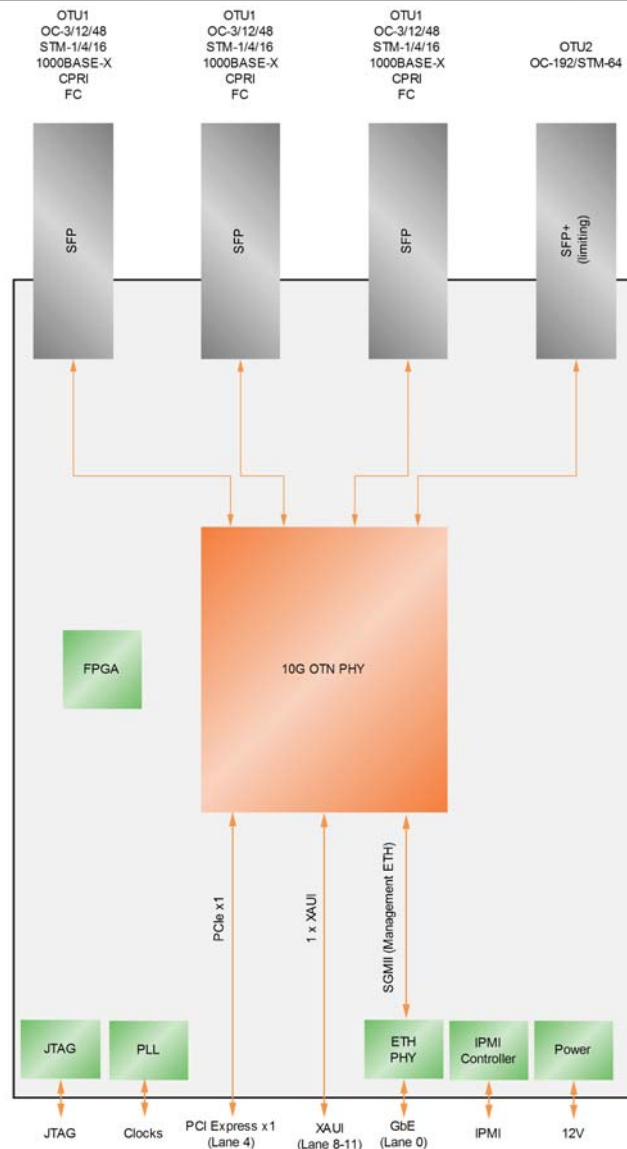 OTU1
OC-3/12/48
STM-1/4/16
1000BASE-X
CPRI
FC
OTU1
OC-3/12/48
STM-1/4/16
1000BASE-X
CPRI
FC
OTU1
OC-3/12/48
STM-1/4/16
1000BASE-X
CPRI
FC
OTU2
OC-192/STM-64
SFP
SFP
SFP
SFP+
(limiting)
FPGA
10G OTN PHY
PCIe x1
1 x XAUI
SGMII (Management ETH)
JTAG
PLL
ETH
PHY
IPMI
Controller
Power
JTAG
Clocks
PCI Express x1
(Lane 4)
XAUI
(Lane 8-11)
GbE
(Lane 0)
IPMI
12V